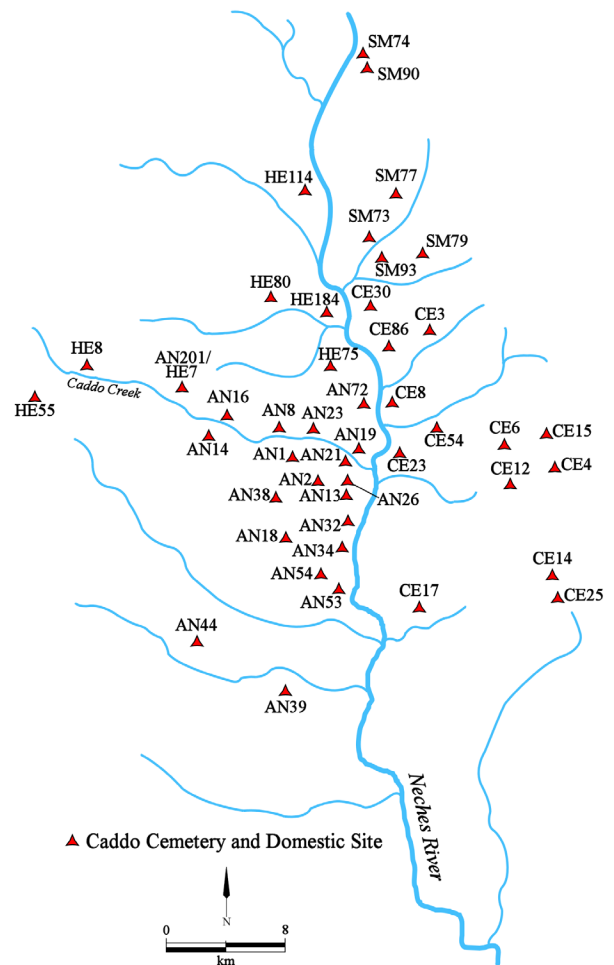 SM74
SM90
HE114
SM77
SM73
SM79
SM93
HE80
HE184
CE30
CE3
CE86
HE8
AN201/
HE7
HE75
Caddo Creek
HE55
AN16
AN8
AN23
AN72
CE8
AN14
AN19
CE54
CE6
CE15
AN1
AN21
CE23
CE12
CE4
AN2
AN38
AN13
AN26
AN32
AN18
AN34
AN54
AN53
CE17
CE14
CE25
AN44
AN39
Neches River
Caddo Cemetery and Domestic Site
N
0 8
km